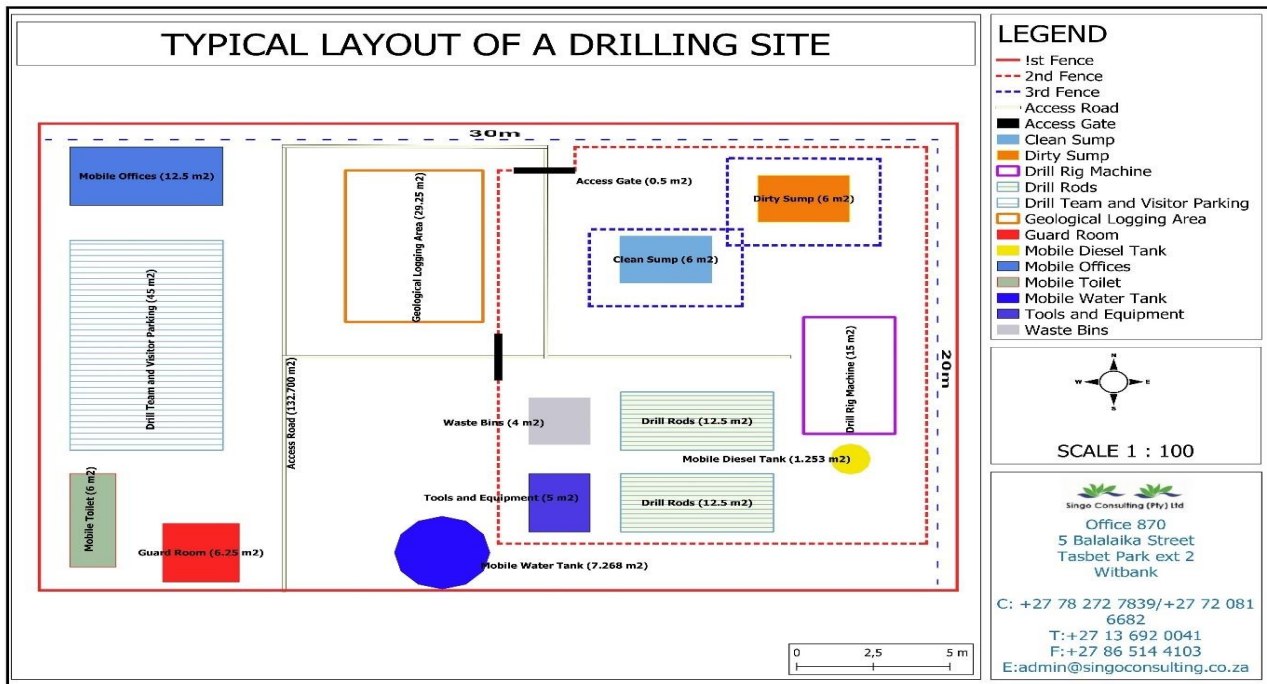 TYPICAL LAYOUT OF A DRILLING SITE
30m
Mobile Offices (12.5 m2)
Geological Logging Area (29.25 m2)
Access Gate (0.5 m2)
Dirty Sump (6 m2)
Clean Sump (6 m2)
Drill Team and Visitor Parking (45 m2)
Access Road (132.700 m2)
20m
Drill Rig Machine (15 m2)
Waste Bins (4 m2)
Drill Rods (12.5 m2)
Mobile Diesel Tank (1.253 m2)
Tools and Equipment (5 m2)
Drill Rods (12.5 m2)
Mobile Toilet (6 m2)
Guard Room (6.25 m2)
Mobile Water Tank (7.268 m2)
0 2,5 5 m
LEGEND
!st Fence
2nd Fence
3rd Fence
Access Road
Access Gate
Clean Sump
Dirty Sump
Drill Rig Machine
Drill Rods
Drill Team and Visitor Parking
Geological Logging Area
Guard Room
Mobile Diesel Tank
Mobile Offices
Mobile Toilet
Mobile Water Tank
Tools and Equipment
Waste Bins
N
W E
S
SCALE 1 : 100
Singo Consulting (Pty) Ltd
Office 870
5 Balalaika Street
Tasbet Park ext 2
Witbank
C: +27 78 272 7839/+27 72 081
6682
T:+27 13 692 0041
F:+27 86 514 4103
E:admin@singoconsulting.co.za